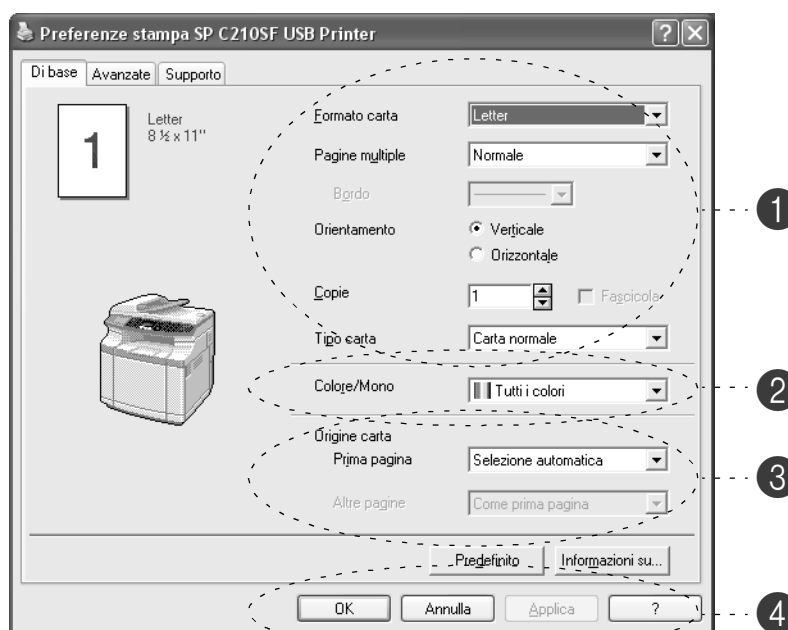 Preferenze stampa SP C210SF USB Printer
Di base Avanzate Supporto
1
Letter
8 ½ x 11''
Formato carta Letter
Pagine multiple Normale
Bordo
Orientamento Verticale
Orizzontale
Copie 1 Fascicola
Tipo carta Carta normale
1
Colore/Mono Tutti i colori
2
Origine carta
Prima pagina Selezione automatica
Altre pagine Come prima pagina
3
Predefinito Informazioni su...
OK Annulla Applica ?
4